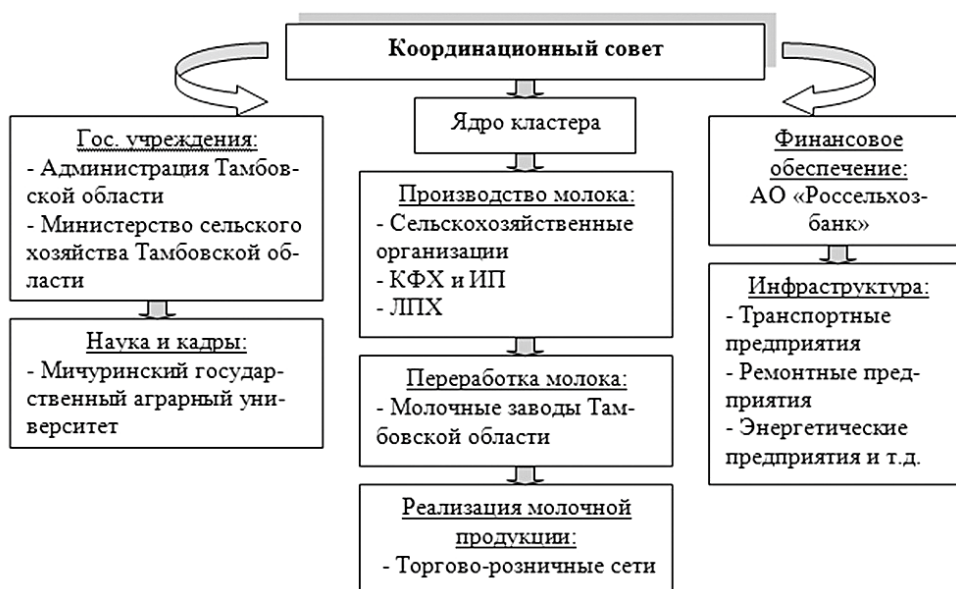 Координационный совет
Гос. учреждения:
- Администрация Тамбов-
ской области
- Министерство сельского
хозяйства Тамбовской об-
ласти
Наука и кадры:
- Мичуринский государ-
ственный аграрный уни-
верситет
Ядро кластера
Производство молока:
- Сельскохозяйственные
организации
- КФХ и ИП
- ЛПХ
Переработка молока:
- Молочные заводы Там-
бовской области
Реализация молочной
продукции:
- Торгово-розничные сети
Финансовое
обеспечение:
АО «Россельхоз-
банк»
Инфраструктура:
- Транспортные
предприятия
- Ремонтные пред-
приятия
- Энергетические
предприятия и т.д.